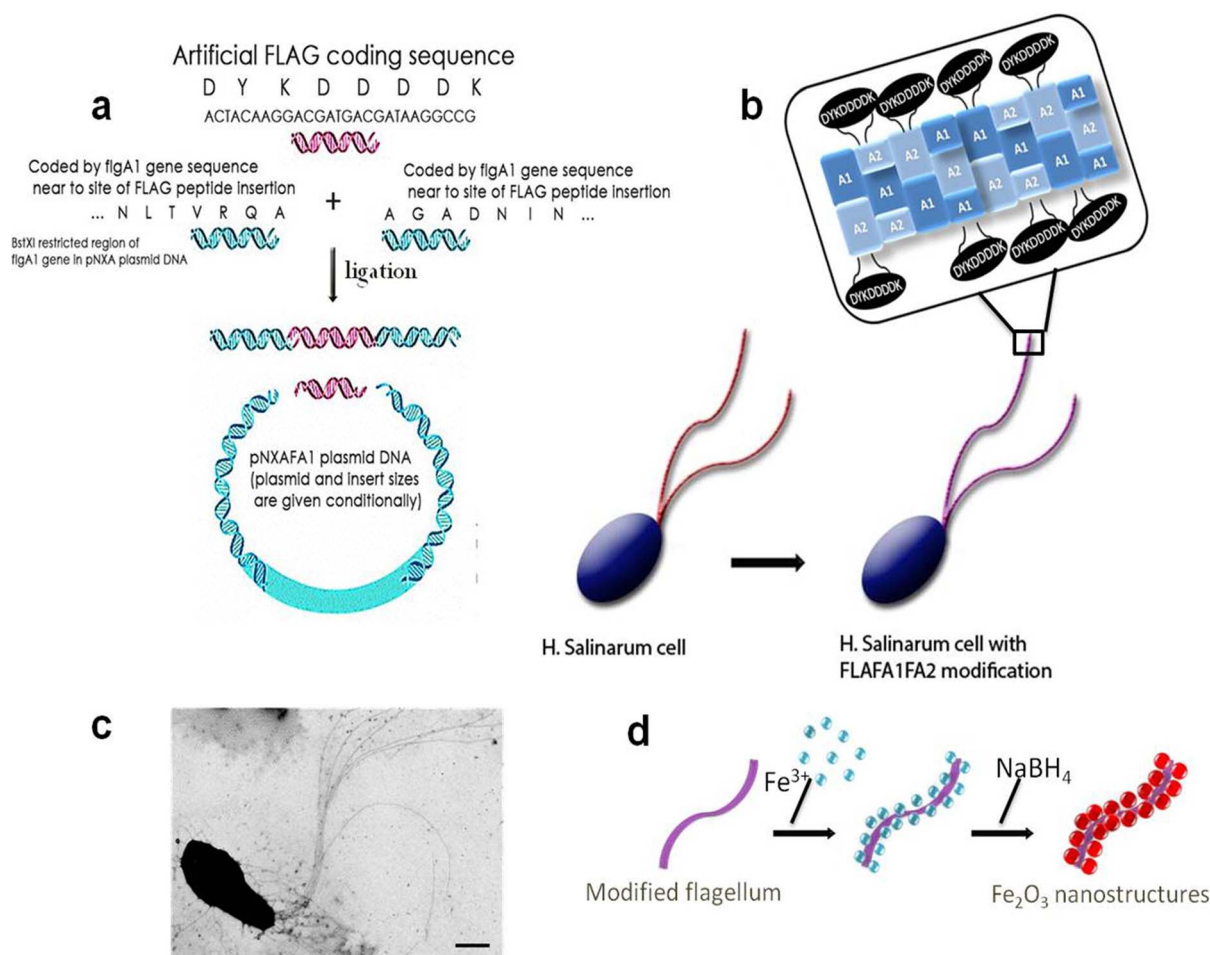 Artificial FLAG coding sequence
D Y K D D D D K
a
ACTACAAGGACGATGACGATAAGGCCG
Coded by flgA1 gene sequence
near to site of FLAG peptide insertion
... N L T V R Q A
+
Coded by flgA1 gene sequence
near to site of FLAG peptide insertion
A G A D N I N ...
BstXI restricted region of
flgA1 gene in pNXA plasmid DNA
ligation
pNXAFA1 plasmid DNA
(plasmid and insert sizes
are given conditionally)
b
DYKDDDDK
DYKDDDDK
DYKDDDDK
DYKDDDDK
A1
A2
A2
A1
A1
A2
A2
A1
A2
A1
A2
A2
A1
A2
A1
A2
A2
A1
A1
A2
A2
A1
A1
DYKDDDDK
DYKDDDDK
DYKDDDDK
DYKDDDDK
H. Salinarum cell
H. Salinarum cell with
FLAFA1FA2 modification
c
d
Fe3+
NaBH4
Modified flagellum
Fe2O3 nanostructures